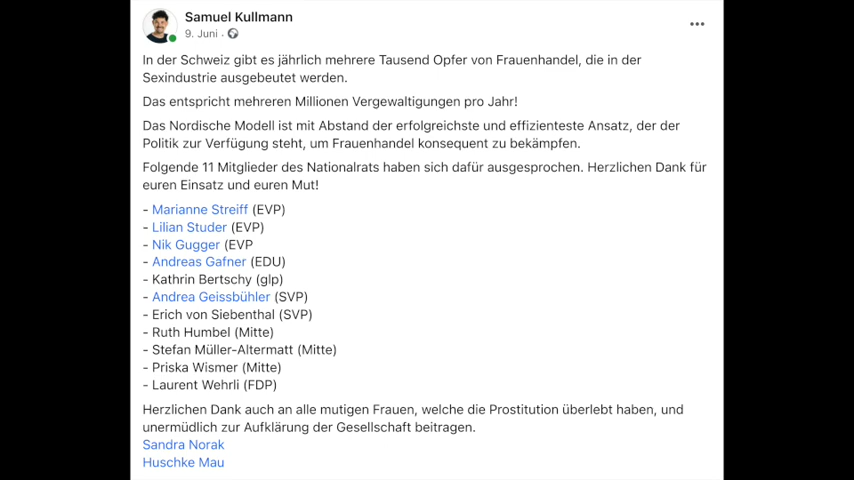 Samuel Kullmann
9. Juni ·
In der Schweiz gibt es jährlich mehrere Tausend Opfer von Frauenhandel, die in der
Sexindustrie ausgebeutet werden.
Das entspricht mehreren Millionen Vergewaltigungen pro Jahr!
Das Nordische Modell ist mit Abstand der erfolgreichste und effizienteste Ansatz, der der
Politik zur Verfügung steht, um Frauenhandel konsequent zu bekämpfen.
Folgende 11 Mitglieder des Nationalrats haben sich dafür ausgesprochen. Herzlichen Dank für
euren Einsatz und euren Mut!
- Marianne Streiff (EVP)
- Lilian Studer (EVP)
- Nik Gugger (EVP
- Andreas Gafner (EDU)
- Kathrin Bertschy (glp)
- Andrea Geissbühler (SVP)
- Erich von Siebenthal (SVP)
- Ruth Humbel (Mitte)
- Stefan Müller-Altermatt (Mitte)
- Priska Wismer (Mitte)
- Laurent Wehrli (FDP)
Herzlichen Dank auch an alle mutigen Frauen, welche die Prostitution überlebt haben, und
unermüdlich zur Aufklärung der Gesellschaft beitragen.
Sandra Norak
Huschke Mau